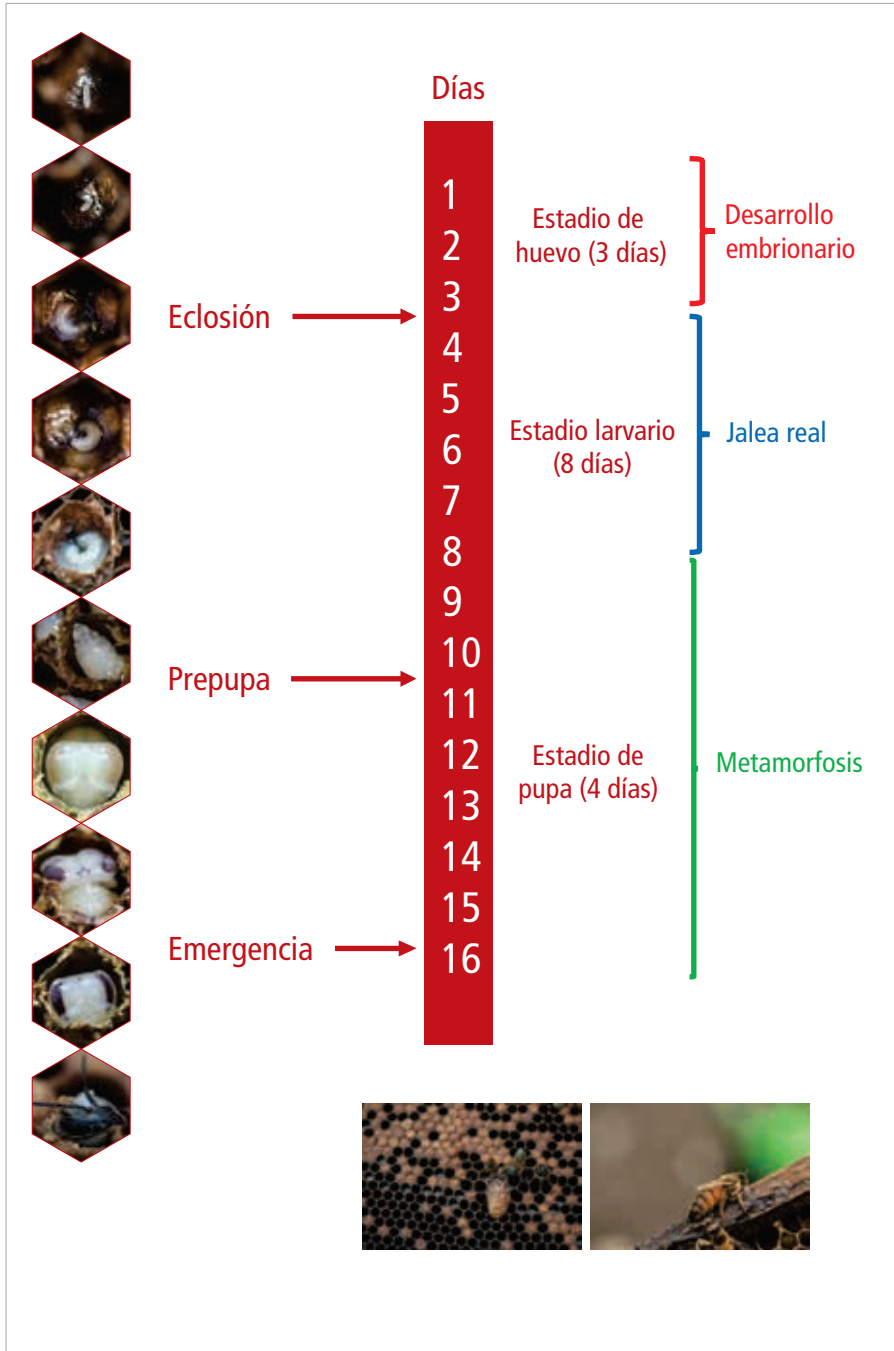 Días
1
2
3
4
5
6
7
8
9
10
11
12
13
14
15
16
Eclosión
Prepupa
Emergencia
Estadio de
huevo (3 días)
Estadio larvario
(8 días)
Estadio de
pupa (4 días)
Desarrollo
embrionario
Jalea real
Metamorfosis